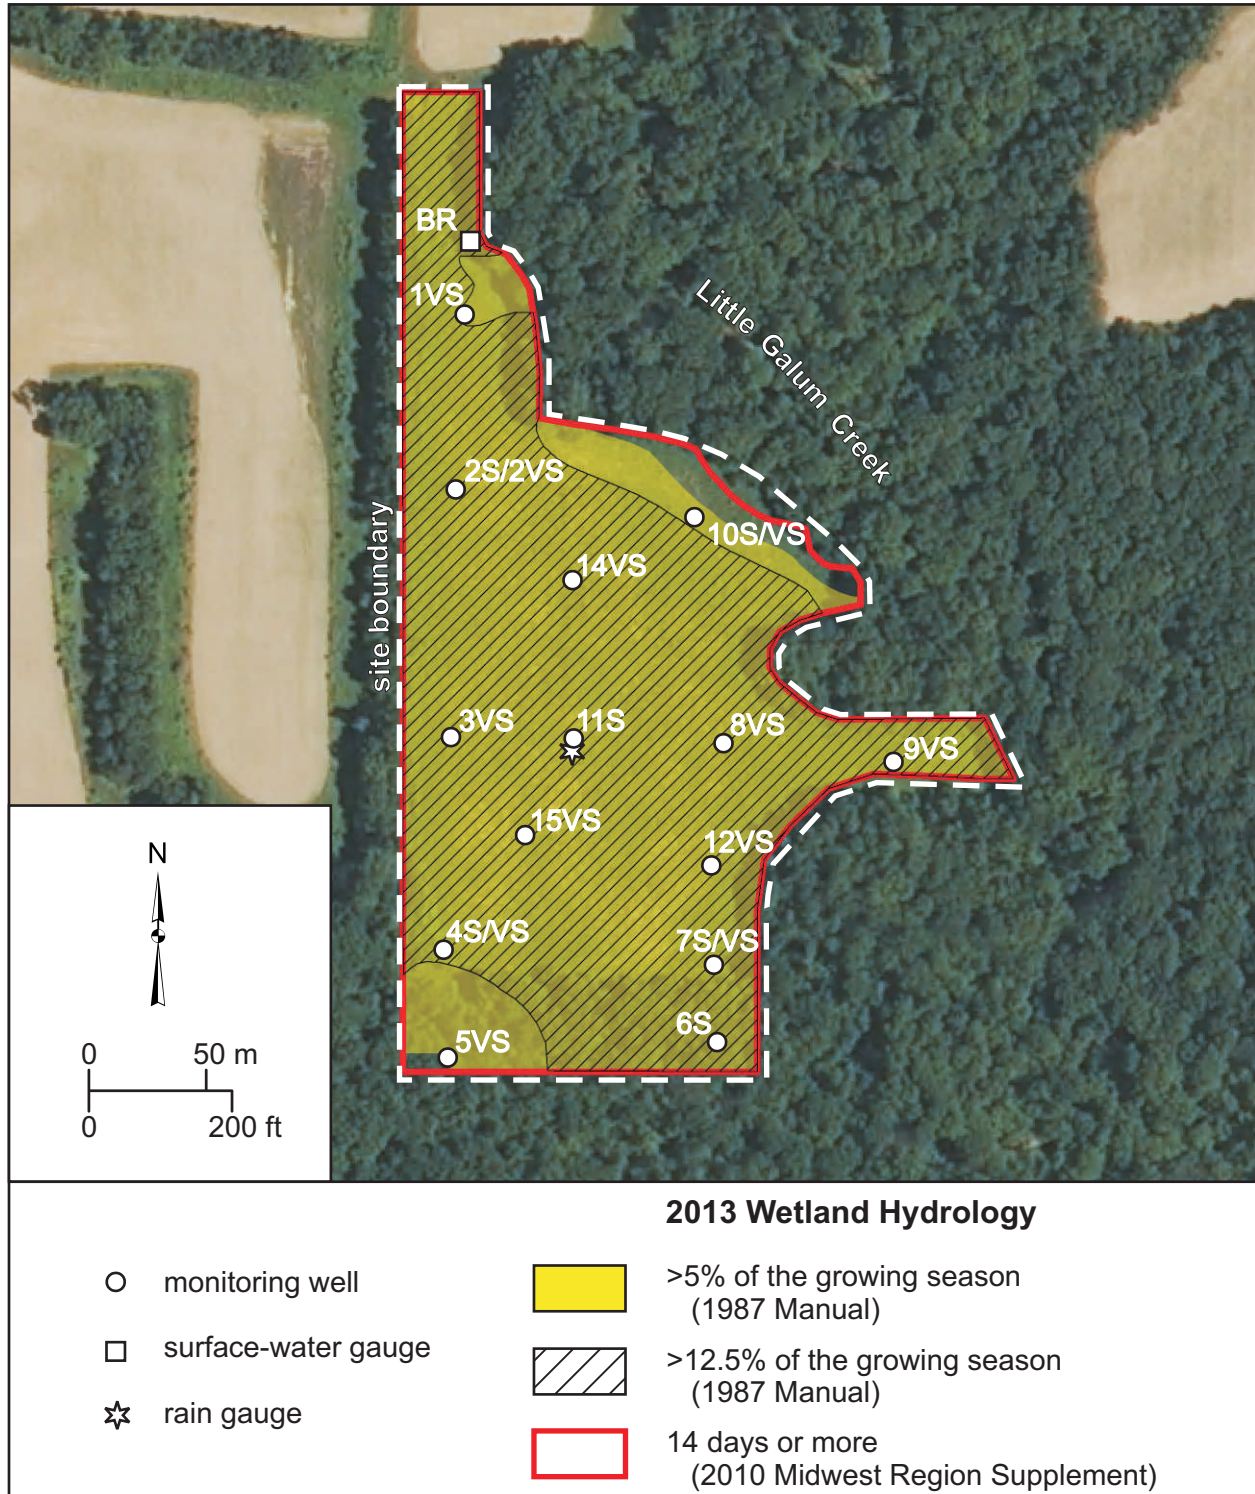 BR
1VS
Little Galum Creek
2S/2VS
10S/VS
14VS
site boundary
3VS
11S
8VS
9VS
15VS
12VS
4S/VS
7S/VS
5VS
6S
N
0 50 m
0 200 ft
2013 Wetland Hydrology
monitoring well
surface-water gauge
rain gauge
>5% of the growing season
(1987 Manual)
>12.5% of the growing season
(1987 Manual)
14 days or more
(2010 Midwest Region Supplement)